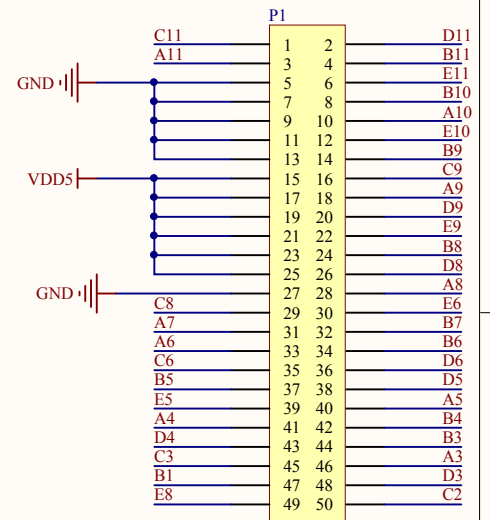 P1
C11 1 2 D11
A11 3 4 B11
GND 5 6 E11
7 8 B10
9 10 A10
11 12 E10
13 14 B9
VDD5 15 16 C9
17 18 A9
19 20 D9
21 22 E9
23 24 B8
25 26 D8
GND 27 28 A8
C8 29 30 E6
A7 31 32 B7
A6 33 34 B6
C6 35 36 D6
B5 37 38 D5
E5 39 40 A5
A4 41 42 B4
D4 43 44 B3
C3 45 46 A3
B1 47 48 D3
E8 49 50 C2